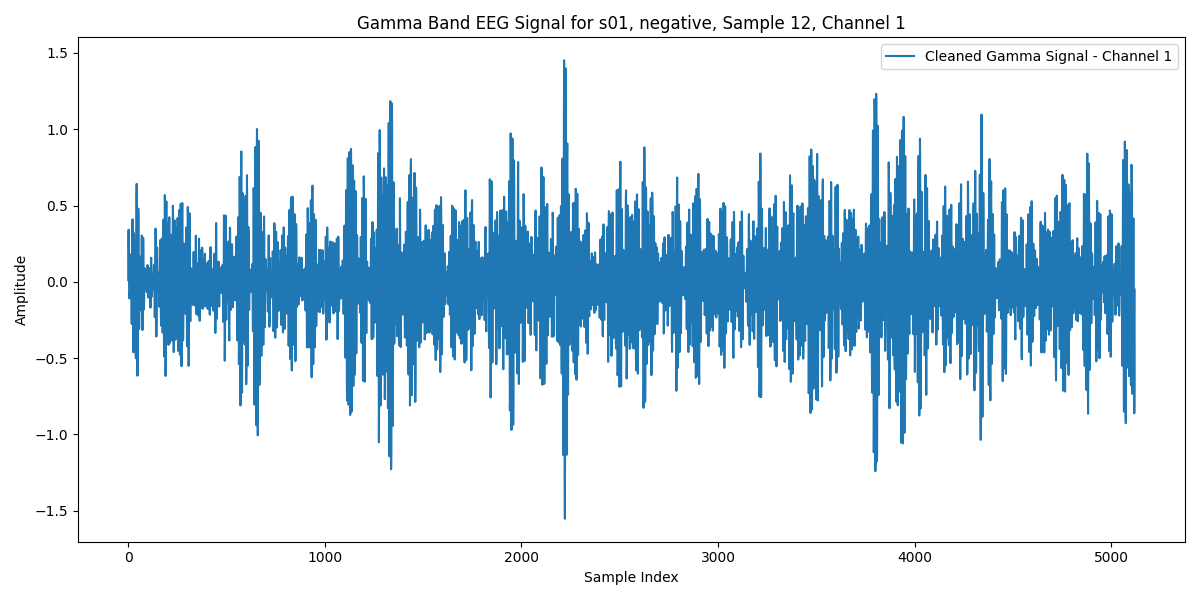 Gamma Band EEG Signal for s01, negative, Sample 12, Channel 1
Cleaned Gamma Signal - Channel 1
Amplitude
1.5
1.0
0.5
0.0
−0.5
−1.0
−1.5
0 1000 2000 3000 4000 5000
Sample Index